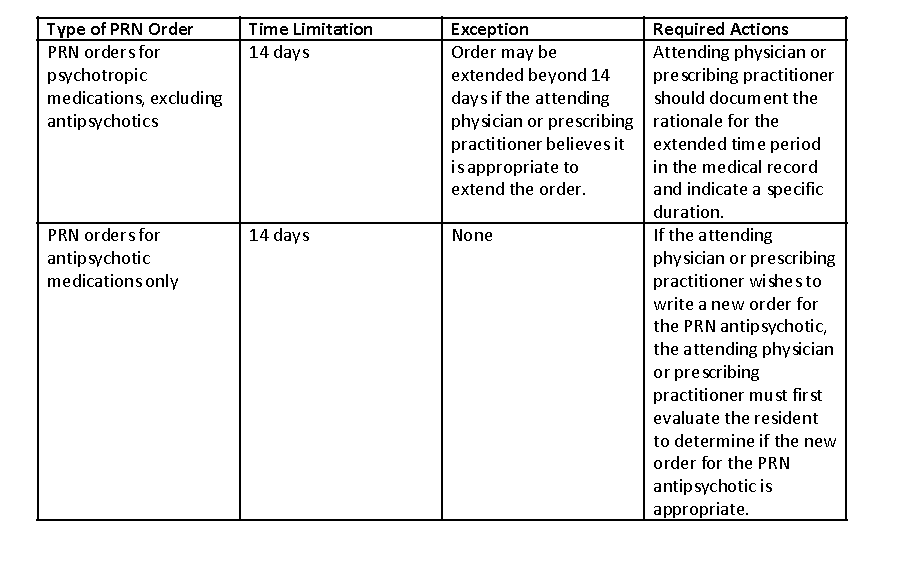 Type of PRN Order
Time Limitation
Exception
Required Actions
PRN orders for
psychotropic
medications, excluding
antipsychotics
14 days
Order may be
extended beyond 14
days if the attending
physician or prescribing
practitioner believes it
is appropriate to
extend the order.
Attending physician or
prescribing practitioner
should document the
rationale for the
extended time period
in the medical record
and indicate a specific
duration.
PRN orders for
antipsychotic
medications only
14 days
None
If the attending
physician or prescribing
practitioner wishes to
write a new order for
the PRN antipsychotic,
the attending physician
or prescribing
practitioner must first
evaluate the resident
to determine if the new
order for the PRN
antipsychotic is
appropriate.